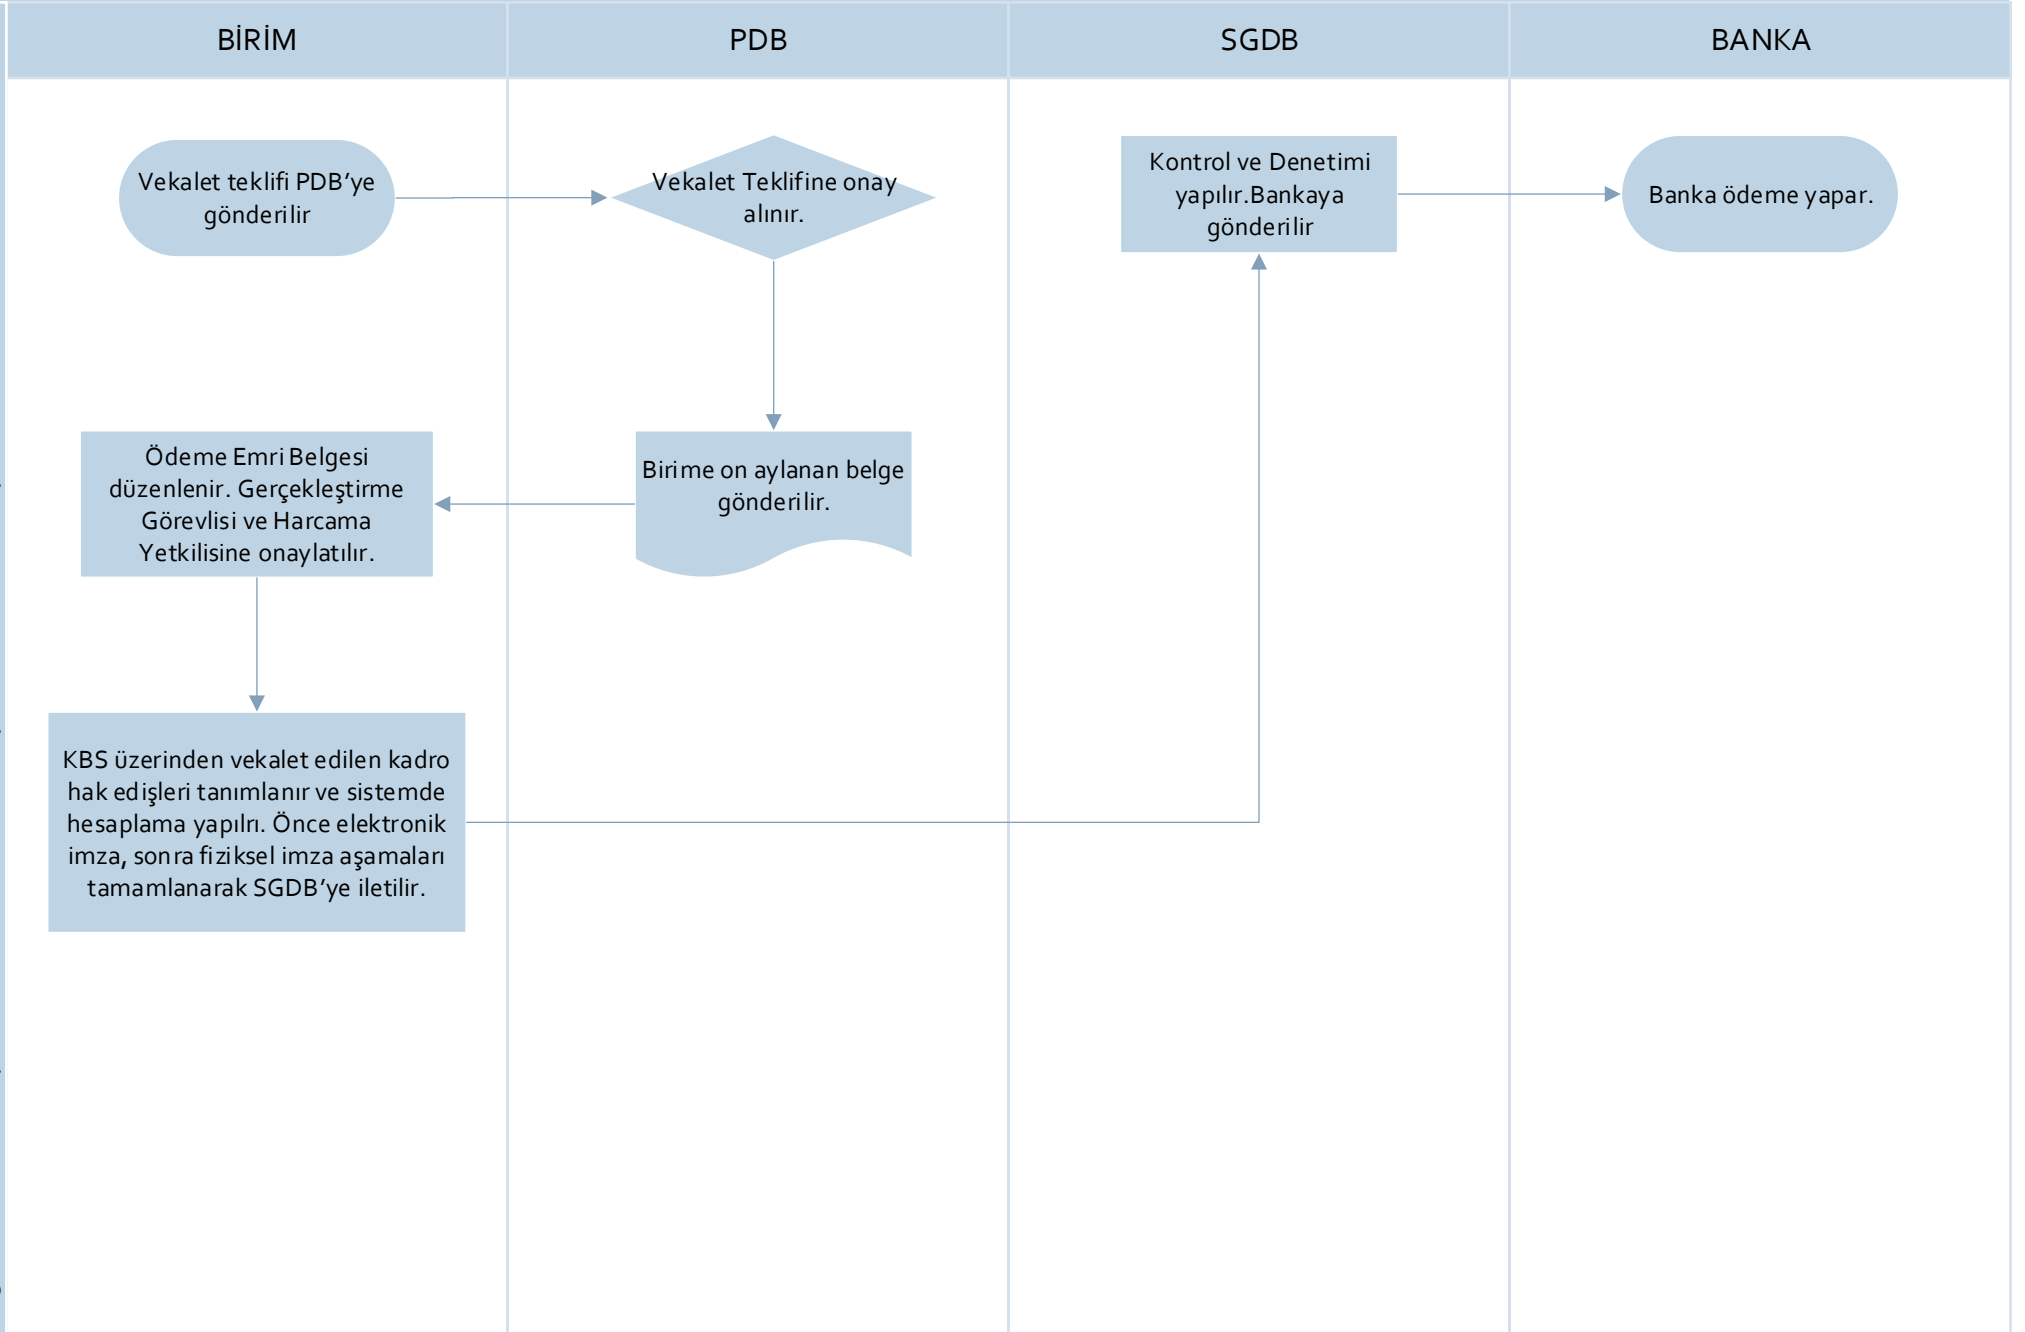 BİRİM
PDB
SGDB
BANKA
Vekalet teklifi PDB’ye
gönderilir
Vekalet Teklifine onay
alınır.
Kontrol ve Denetimi
yapılır.Bankaya
gönderilir
Banka ödeme yapar.
Ödeme Emri Belgesi
düzenlenir. Gerçekleştirme
Görevlisi ve Harcama
Yetkilisine onaylatılır.
Birime on aylanan belge
gönderilir.
KBS üzerinden vekalet edilen kadro
hak edişleri tanımlanır ve sistemde
hesaplama yapılrı. Önce elektronik
imza, sonra fiziksel imza aşamaları
tamamlanarak SGDB’ye iletilir.